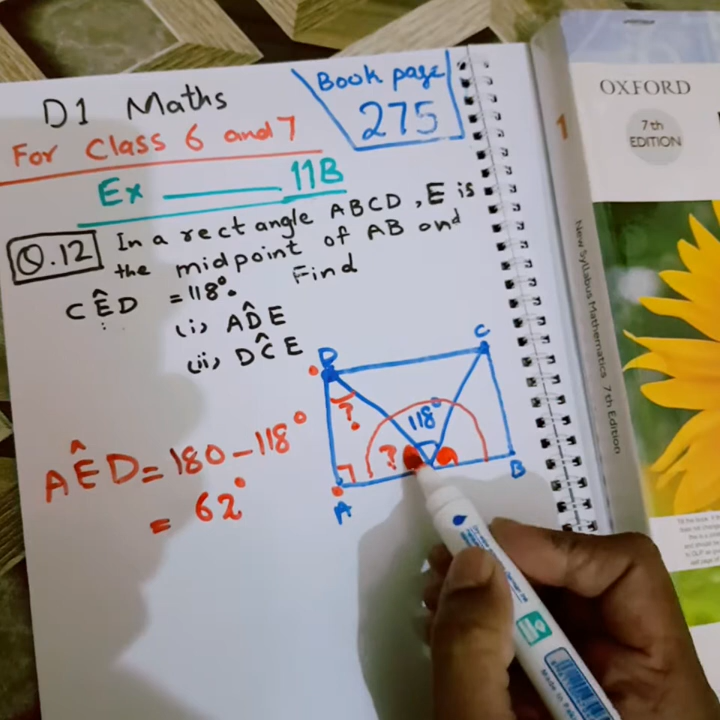 D1 Maths
Book page
275
For Class 6 and 7
Ex ________ 11B
Q.12 In a rectangle ABCD, E is
the midpoint of AB and
CÊD = 118°. Find
(i) AD̂E
(ii) DĈE
D
C
?
118°
?
A
B
AÊD = 180 - 118°
= 62°
OXFORD
7th
EDITION
1
New Syllabus Mathematics 7th Edition